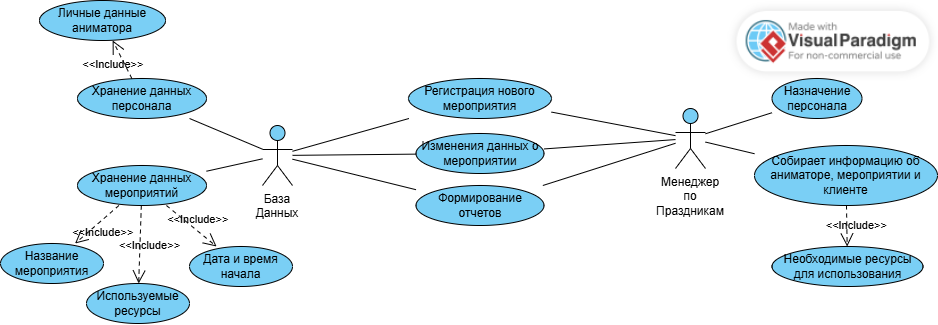 Личные данные
аниматора
<<Include>>
Хранение данных
персонала
База
Данных
Хранение данных
мероприятий
<<Include>>
<<Include>>
<<Include>>
Название
мероприятия
Используемые
ресурсы
Дата и время
начала
Регистрация нового
мероприятия
Изменения данных о
мероприятии
Формирование
отчетов
Менеджер
по
Праздникам
Назначение
персонала
Собирает информацию об
аниматоре, мероприятии и
клиенте
<<Include>>
Необходимые ресурсы
для использования
Made with
VisualParadigm
For non-commercial use